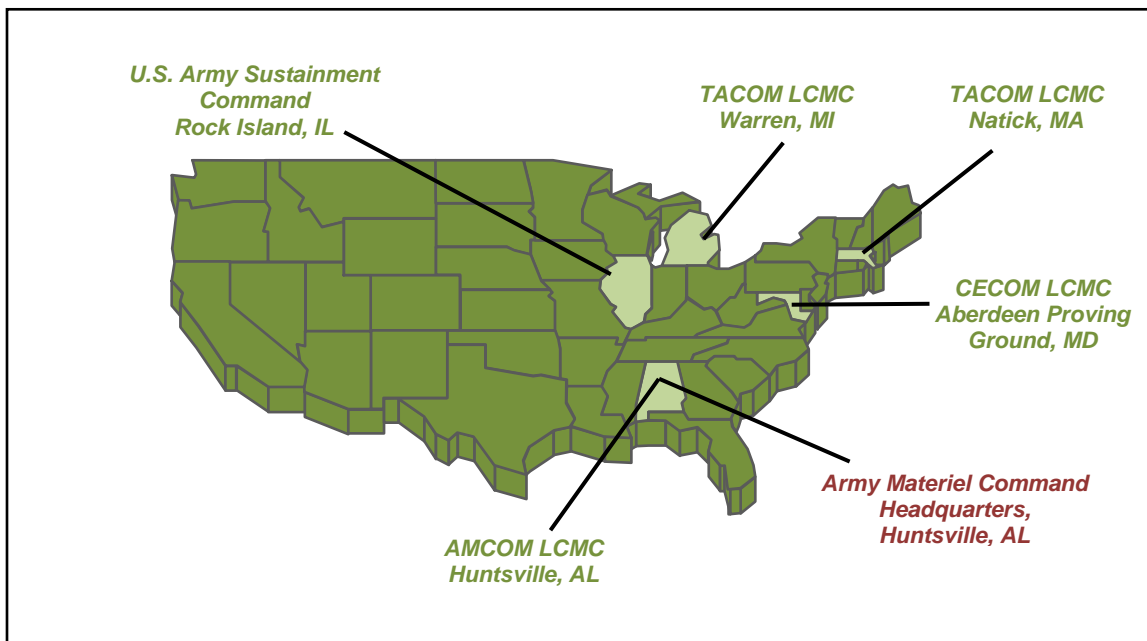 U.S. Army Sustainment
Command
Rock Island, IL
TACOM LCMC
Warren, MI
TACOM LCMC
Natick, MA
CECOM LCMC
Aberdeen Proving
Ground, MD
Army Materiel Command
Headquarters,
Huntsville, AL
AMCOM LCMC
Huntsville, AL